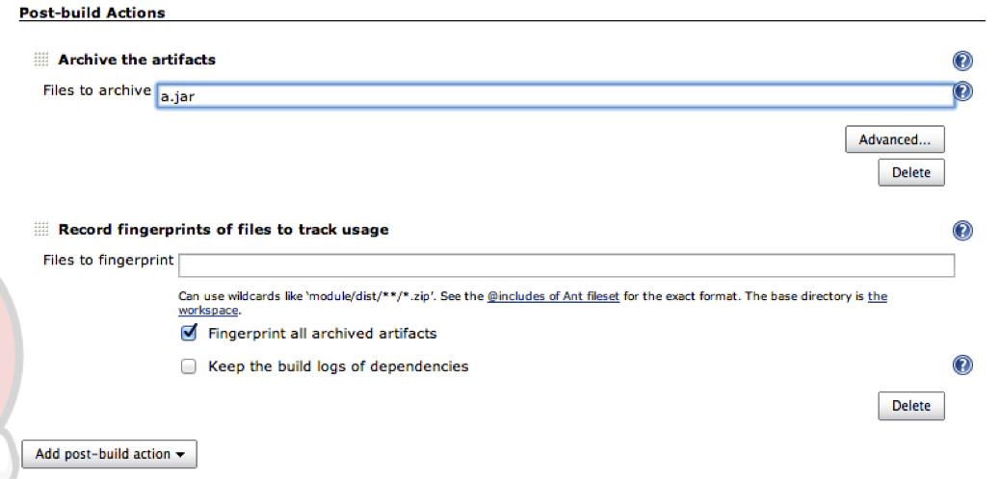 Post-build Actions
Archive the artifacts
Files to archive a.jar
Advanced...
Delete
Record fingerprints of files to track usage
Files to fingerprint
Can use wildcards like 'module/dist/**/*.zip'. See the @includes of Ant fileset for the exact format. The base directory is the
workspace.
Fingerprint all archived artifacts
Keep the build logs of dependencies
Delete
Add post-build action